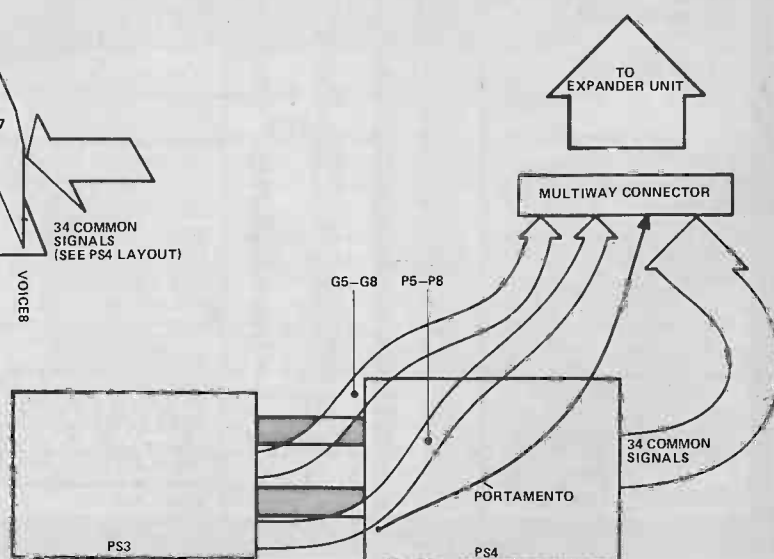 TO
EXPANDER UNIT
MULTIWAY CONNECTOR
7
34 COMMON
SIGNALS
(SEE PS4 LAYOUT)
VOICE8
G5–G8
P5–P8
34 COMMON
SIGNALS
PORTAMENTO
PS3
PS4